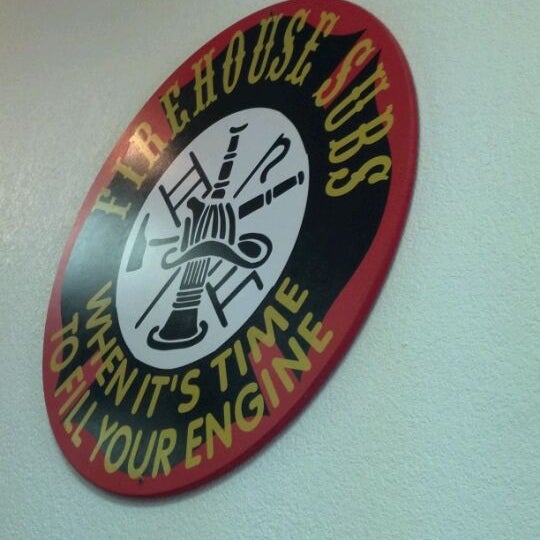 FIREHOUSE SUBS
WHEN IT'S TIME
TO FILL YOUR ENGINE